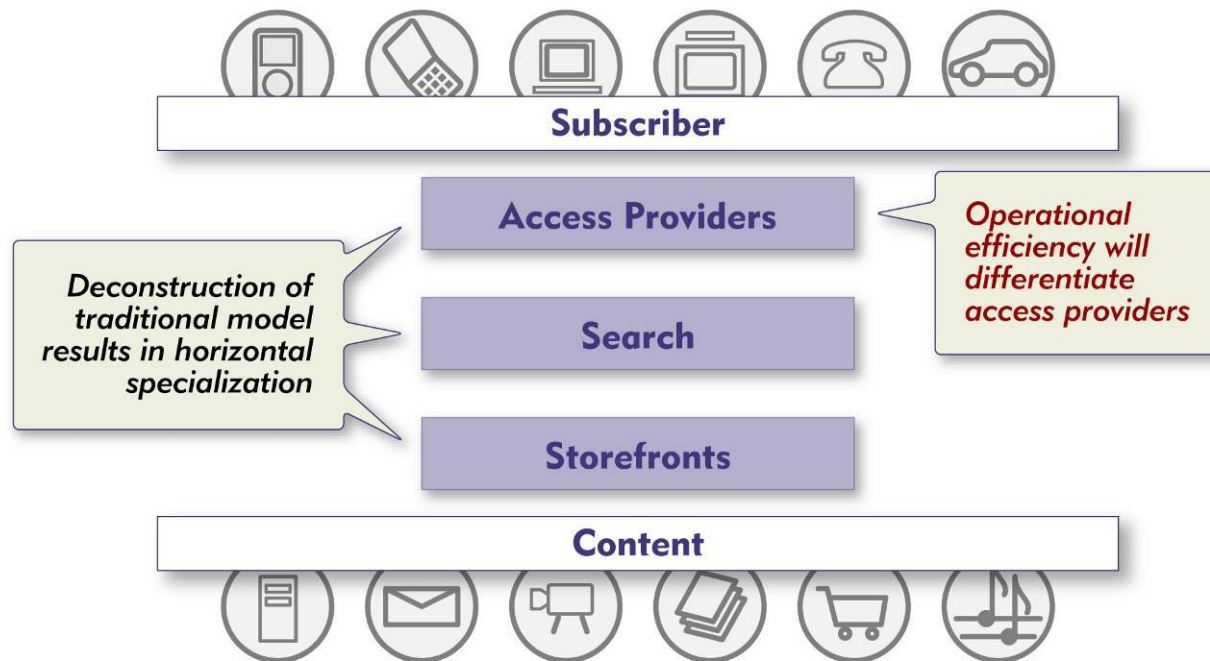 Subscriber
Access Providers
Operational
efficiency will
differentiate
access providers
Deconstruction of
traditional model
results in horizontal
specialization
Search
Storefronts
Content